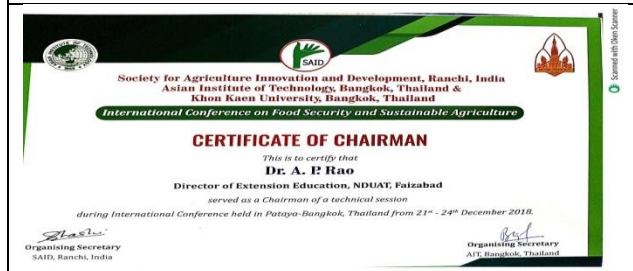 SAID
Society for Agriculture Innovation and Development, Ranchi, India
Asian Institute of Technology, Bangkok, Thailand &
Khon Kaen University, Bangkok, Thailand
International Conference on Food Security and Sustainable Agriculture
CERTIFICATE OF CHAIRMAN
This is to certify that
Dr. A. P. Rao
Director of Extension Education, NDUAT, Faizabad
served as a Chairman of a technical session
during International Conference held in Pataya-Bangkok, Thailand from 21st - 24th December 2018.
Organising Secretary
SAID, Ranchi, India
Organising Secretary
AIT, Bangkok, Thailand
Scanned with Oken Scanner